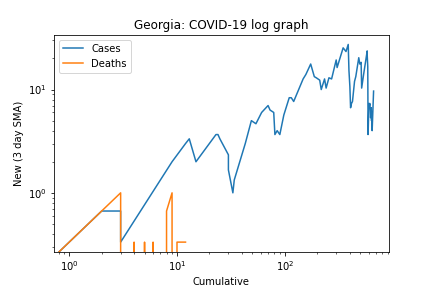 Georgia: COVID-19 log graph
Cases
Deaths
New (3 day SMA)
10¹
10⁰
10⁰ 10¹ 10²
Cumulative